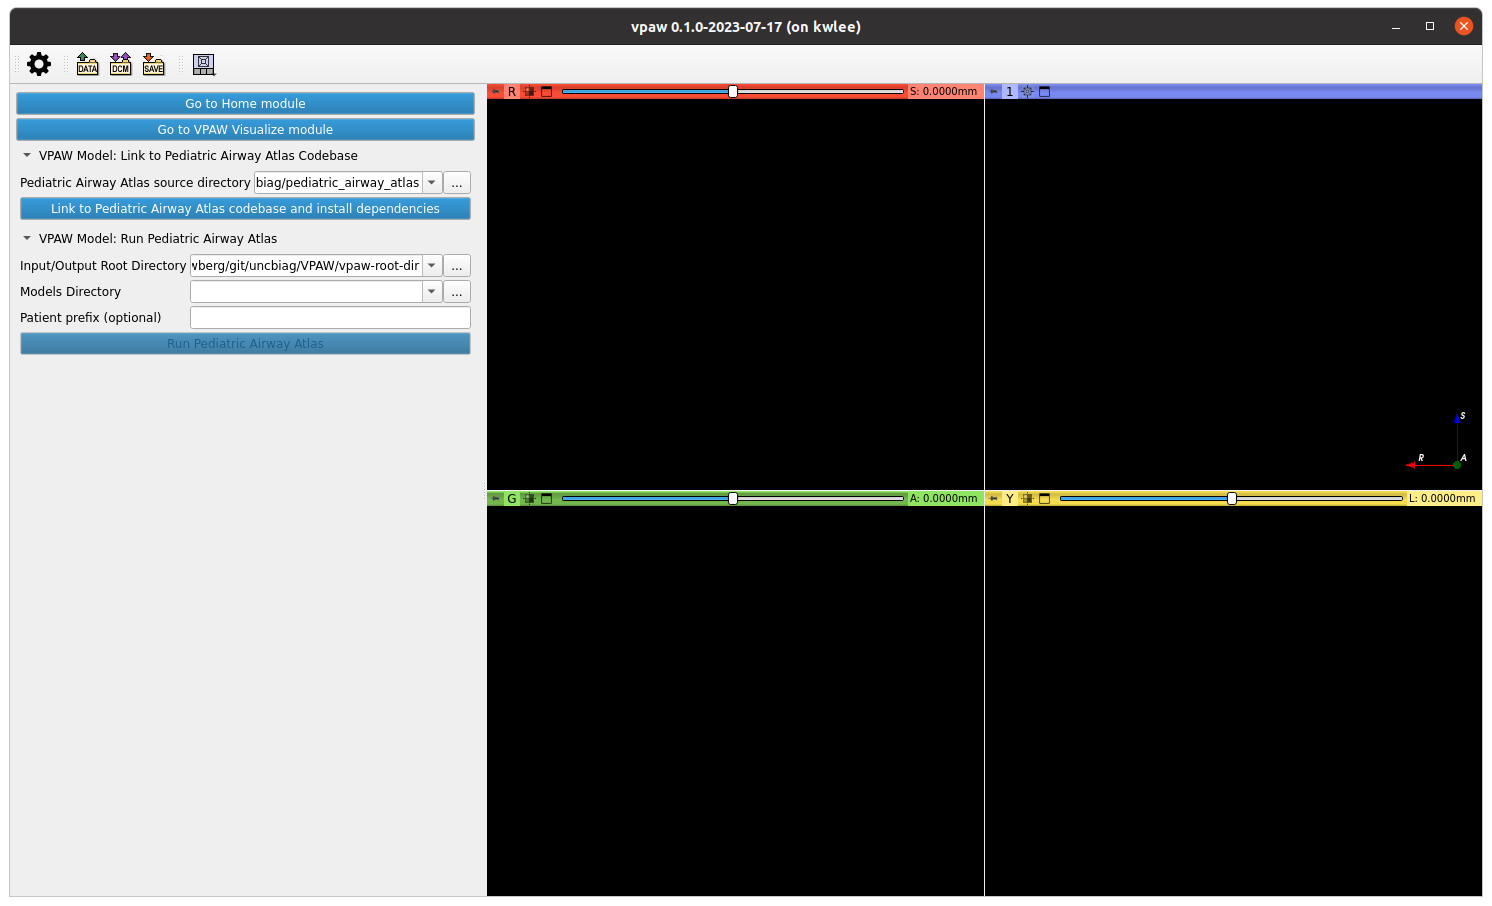 vpaw 0.1.0-2023-07-17 (on kwlee)
DATA DCM SAVE
Go to Home module
Go to VPAW Visualize module
VPAW Model: Link to Pediatric Airway Atlas Codebase
Pediatric Airway Atlas source directory biag/pediatric_airway_atlas ...
Link to Pediatric Airway Atlas codebase and install dependencies
VPAW Model: Run Pediatric Airway Atlas
Input/Output Root Directory wberg/git/uncbiag/VPAW/vpaw-root-dir ...
Models Directory ...
Patient prefix (optional)
Run Pediatric Airway Atlas
R S: 0.0000mm
1
S
R A
G A: 0.0000mm
Y L: 0.0000mm